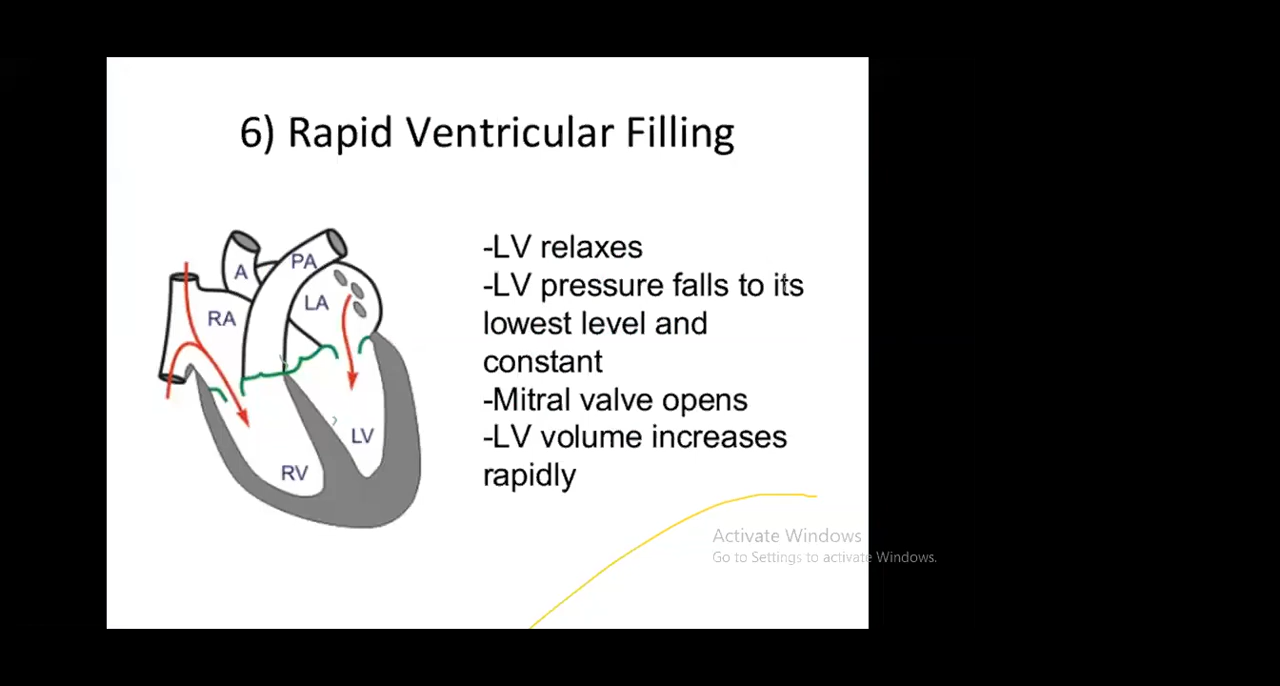 6) Rapid Ventricular Filling
A
PA
LA
RA
LV
RV
-LV relaxes
-LV pressure falls to its
lowest level and
constant
-Mitral valve opens
-LV volume increases
rapidly
Activate Windows
Go to Settings to activate Windows.